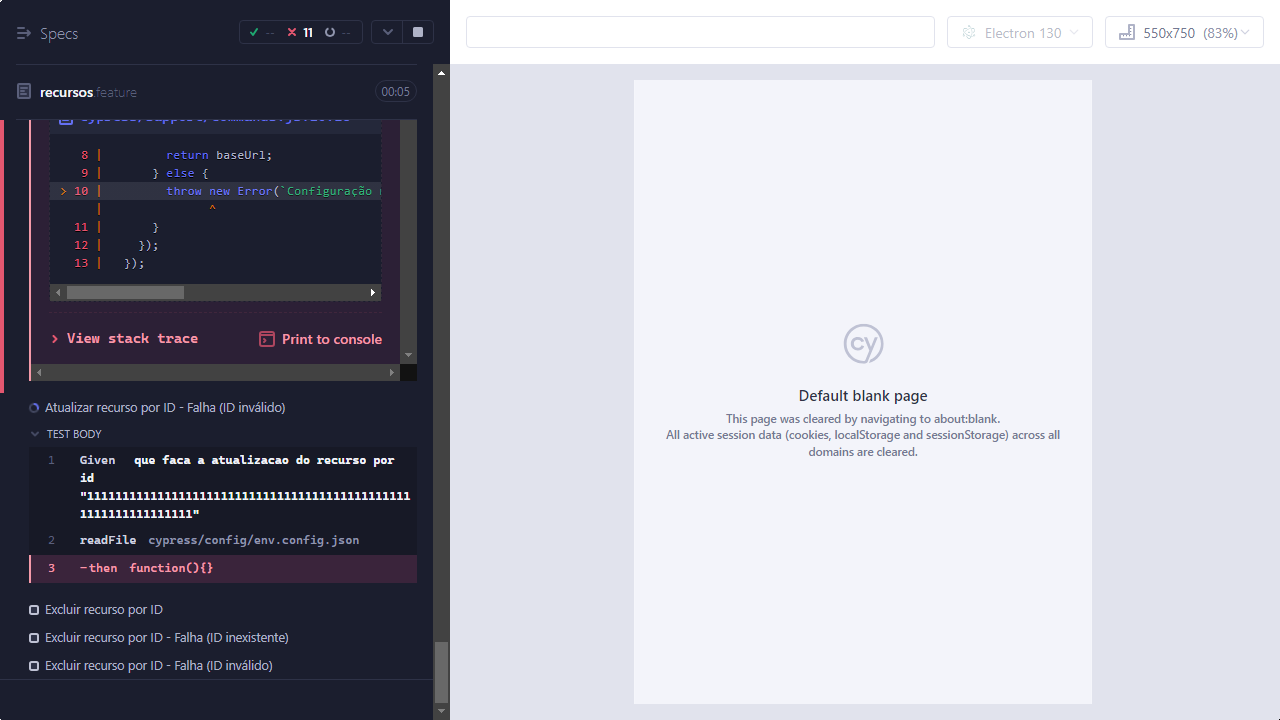 Specs
--
11
--
Electron 130
550x750 (83%)
recursos.feature
00:05
8 | return baseUrl;
9 | } else {
> 10 | throw new Error(`Configuração
| ^
11 | }
12 | });
13 | });
View stack trace
Print to console
Atualizar recurso por ID - Falha (ID inválido)
TEST BODY
1 Given que faca a atualizacao do recurso por
id
"1111111111111111111111111111111111111111111111
1111111111111111"
2 readFile cypress/config/env.config.json
3 -then function(){}
Excluir recurso por ID
Excluir recurso por ID - Falha (ID inexistente)
Excluir recurso por ID - Falha (ID inválido)
cy
Default blank page
This page was cleared by navigating to about:blank.
All active session data (cookies, localStorage and sessionStorage) across all
domains are cleared.